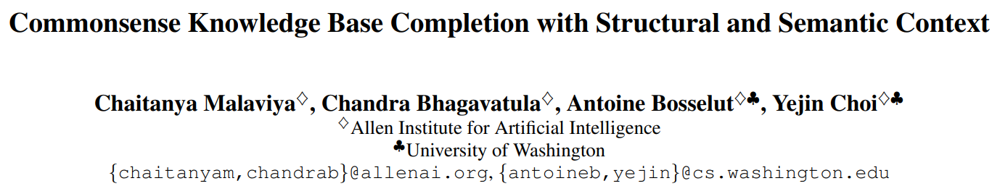 Commonsense Knowledge Base Completion with Structural and Semantic Context
Chaitanya Malaviya♢, Chandra Bhagavatula♢, Antoine Bosselut♢♣, Yejin Choi♢♣
♢Allen Institute for Artificial Intelligence
♣University of Washington
{chaitanyam,chandrab}@allenai.org, {antoineb,yejin}@cs.washington.edu